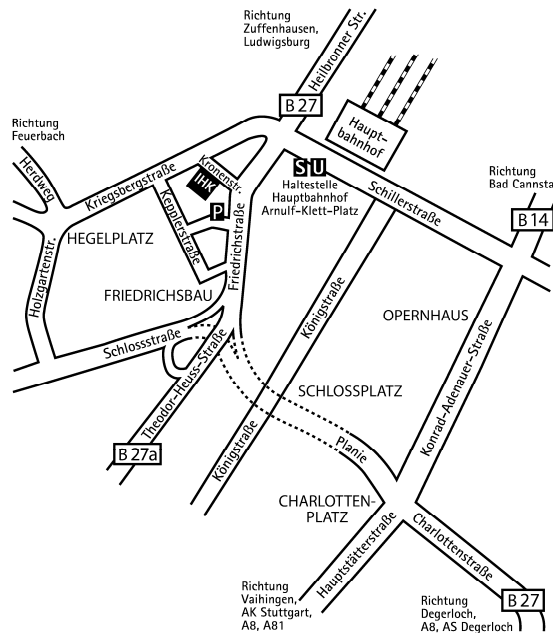 Richtung
Zuffenhausen,
Ludwigsburg
Heilbronner Str.
B 27
Haupt-
bahnhof
Richtung
Feuerbach
Herdweg
Kriegsbergstraße
Kronenstr.
IHK
P
S U
Haltestelle
Hauptbahnhof
Arnulf-Klett-Platz
Schillerstraße
Richtung
Bad Cannsta
B 14
Kepplerstraße
Friedrichstraße
HEGELPLATZ
Holzgartenstr.
FRIEDRICHSBAU
Königstraße
OPERNHAUS
Schlossstraße
Theodor-Heuss-Straße
Konrad-Adenauer-Straße
SCHLOSSPLATZ
B 27a
Königstraße
Planie
CHARLOTTEN-
PLATZ
Hauptstätterstraße
Charlottenstraße
Richtung
Vaihingen,
AK Stuttgart,
A8, A81
B 27
Richtung
Degerloch,
A8, AS Degerloch